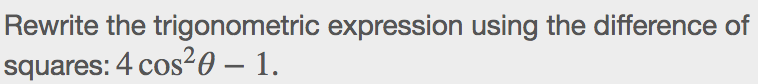 Rewrite the trigonometric expression using the difference of
squares: 4 cos²θ − 1.